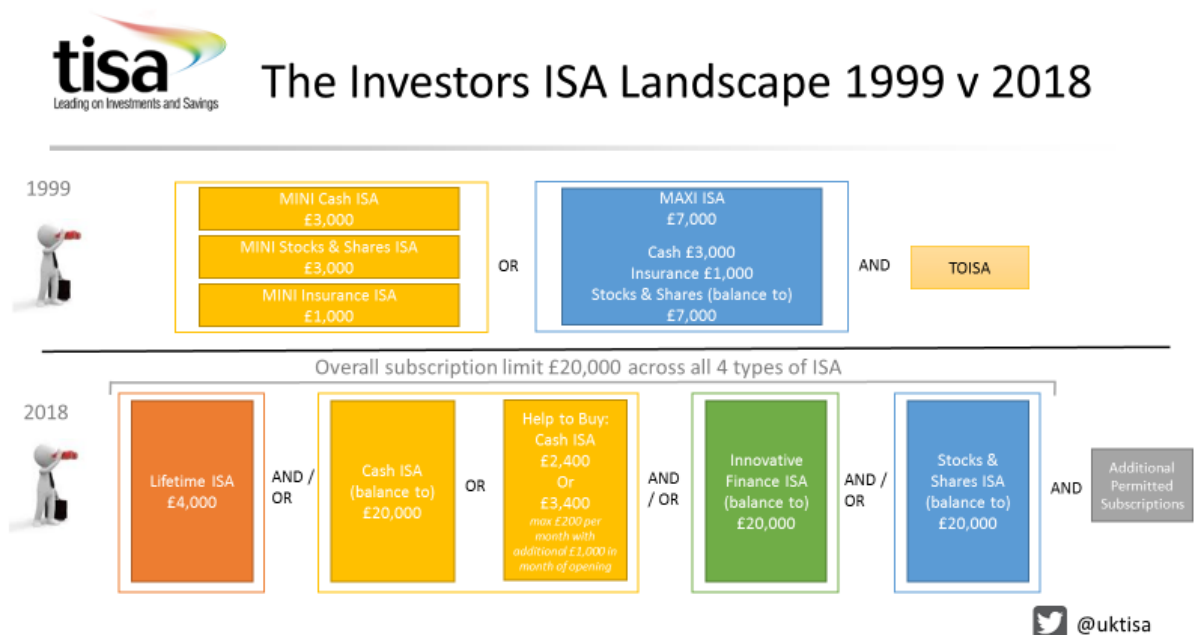 tisa
Leading on Investments and Savings
The Investors ISA Landscape 1999 v 2018
1999
MINI Cash ISA
£3,000
MINI Stocks & Shares ISA
£3,000
MINI Insurance ISA
£1,000
OR
MAXI ISA
£7,000
Cash £3,000
Insurance £1,000
Stocks & Shares (balance to)
£7,000
AND
TOISA
Overall subscription limit £20,000 across all 4 types of ISA
2018
Lifetime ISA
£4,000
AND /
OR
Cash ISA
(balance to)
£20,000
OR
Help to Buy:
Cash ISA
£2,400
Or
£3,400
max £200 per
month with
additional £1,000 in
month of opening
AND
/ OR
Innovative
Finance ISA
(balance to)
£20,000
AND /
OR
Stocks &
Shares ISA
(balance to)
£20,000
AND
Additional
Permitted
Subscriptions
@uktisa